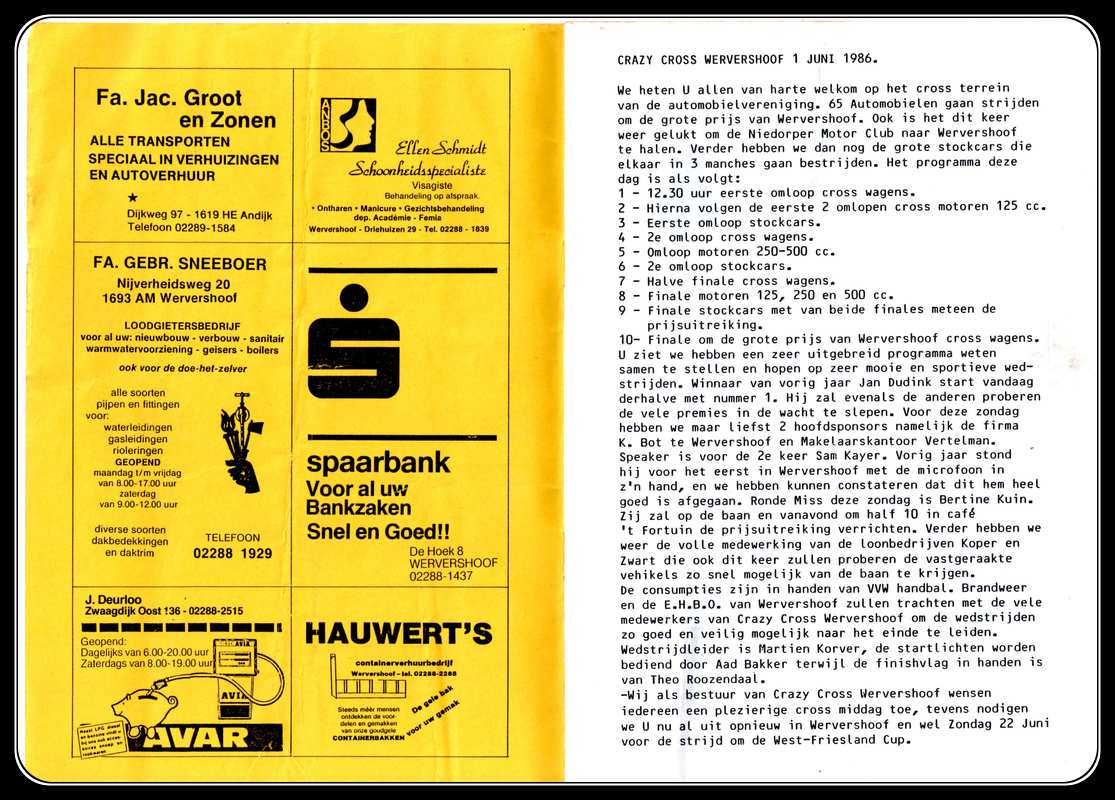 Fa. Jac. Groot
en Zonen
ALLE TRANSPORTEN
SPECIAAL IN VERHUIZINGEN
EN AUTOVERHUUR
Dijkweg 97 - 1619 HE Andijk
Telefoon 02289-1584
ANBOS
Ellen Schmidt
Schoonheidsspecialiste
Visagiste
Behandeling op afspraak.
• Ontharen • Manicure • Gezichtsbehandeling
dep. Académie - Femia
Wervershoof - Driehuizen 29 - Tel. 02288 - 1839
FA. GEBR. SNEEBOER
Nijverheidsweg 20
1693 AM Wervershoof
LOODGIETERSBEDRIJF
voor al uw: nieuwbouw - verbouw - sanitair
warmwatervoorziening - geisers - boilers
ook voor de doe-het-zelver
alle soorten
pijpen en fittingen
voor:
waterleidingen
gasleidingen
rioleringen
GEOPEND
maandag t/m vrijdag
van 8.00-17.00 uur
zaterdag
van 9.00-12.00 uur
diverse soorten
dakbedekkingen
en daktrim
TELEFOON
02288 1929
spaarbank
Voor al uw
Bankzaken
Snel en Goed!!
De Hoek 8
WERVERSHOOF
02288-1437
J. Deurloo
Zwaagdijk Oost 136 - 02288-2515
Geopend:
Dagelijks van 6.00-20.00 uur
Zaterdags van 8.00-19.00 uur
AVIA
AVIA
AVAR
HAUWERT'S
containerverhuurbedrijf
Wervershoof - tel. 02288-2288
De gele bak
voor uw gemak
Steeds méér mensen
ontdekken de voor-
delen en gemakken
van onze goudgele
CONTAINERBAKKEN
CRAZY CROSS WERVERSHOOF 1 JUNI 1986.
We heten U allen van harte welkom op het cross terrein
van de automobielvereniging. 65 Automobielen gaan strijden
om de grote prijs van Wervershoof. Ook is het dit keer
weer gelukt om de Niedorper Motor Club naar Wervershoof
te halen. Verder hebben we dan nog de grote stockcars die
elkaar in 3 manches gaan bestrijden. Het programma deze
dag is als volgt:
1 - 12.30 uur eerste omloop cross wagens.
2 - Hierna volgen de eerste 2 omlopen cross motoren 125 cc.
3 - Eerste omloop stockcars.
4 - 2e omloop cross wagens.
5 - Omloop motoren 250-500 cc.
6 - 2e omloop stockcars.
7 - Halve finale cross wagens.
8 - Finale motoren 125, 250 en 500 cc.
9 - Finale stockcars met van beide finales meteen de
prijsuitreiking.
10- Finale om de grote prijs van Wervershoof cross wagens.
U ziet we hebben een zeer uitgebreid programma weten
samen te stellen en hopen op zeer mooie en sportieve wed-
strijden. Winnaar van vorig jaar Jan Dudink start vandaag
derhalve met nummer 1. Hij zal evenals de anderen proberen
de vele premies in de wacht te slepen. Voor deze zondag
hebben we maar liefst 2 hoofdsponsors namelijk de firma
K. Bot te Wervershoof en Makelaarskantoor Vertelman.
Speaker is voor de 2e keer Sam Kayer. Vorig jaar stond
hij voor het eerst in Wervershoof met de microfoon in
z'n hand, en we hebben kunnen constateren dat dit hem heel
goed is afgegaan. Ronde Miss deze zondag is Bertine Kuin.
Zij zal op de baan en vanavond om half 10 in café
't Fortuin de prijsuitreiking verrichten. Verder hebben we
weer de volle medewerking van de loonbedrijven Koper en
Zwart die ook dit keer zullen proberen de vastgeraakte
vehikels zo snel mogelijk van de baan te krijgen.
De consumpties zijn in handen van VVW handbal. Brandweer
en de E.H.B.O. van Wervershoof zullen trachten met de vele
medewerkers van Crazy Cross Wervershoof om de wedstrijden
zo goed en veilig mogelijk naar het einde te leiden.
Wedstrijdleider is Martien Korver, de startlichten worden
bediend door Aad Bakker terwijl de finishvlag in handen is
van Theo Roozendaal.
-Wij als bestuur van Crazy Cross Wervershoof wensen
iedereen een plezierige cross middag toe, tevens nodigen
we U nu al uit opnieuw in Wervershoof en wel Zondag 22 Juni
voor de strijd om de West-Friesland Cup.